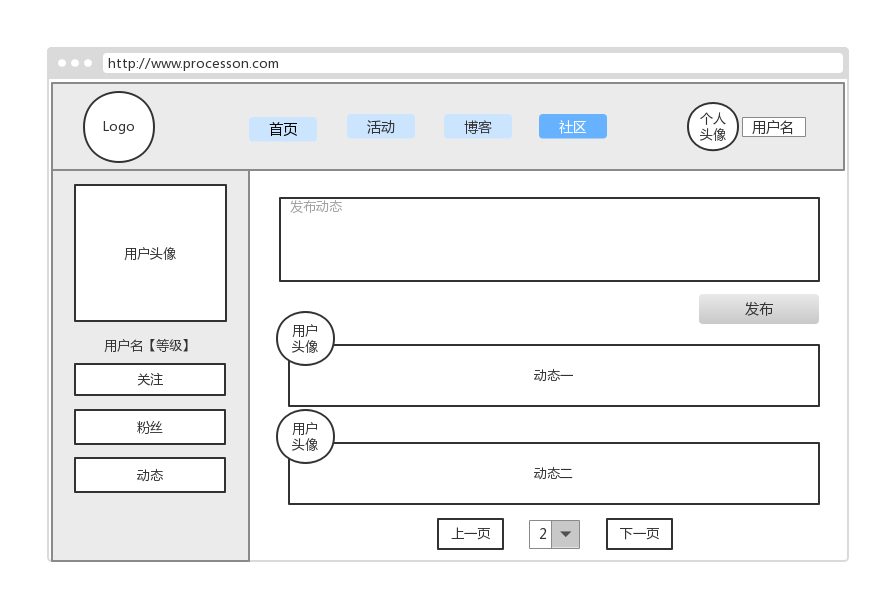 http://www.processon.com
Logo
首页
活动
博客
社区
个人
头像
用户名
用户头像
用户名【等级】
关注
粉丝
动态
发布动态
发布
用户
头像
动态一
用户
头像
动态二
上一页
2
下一页